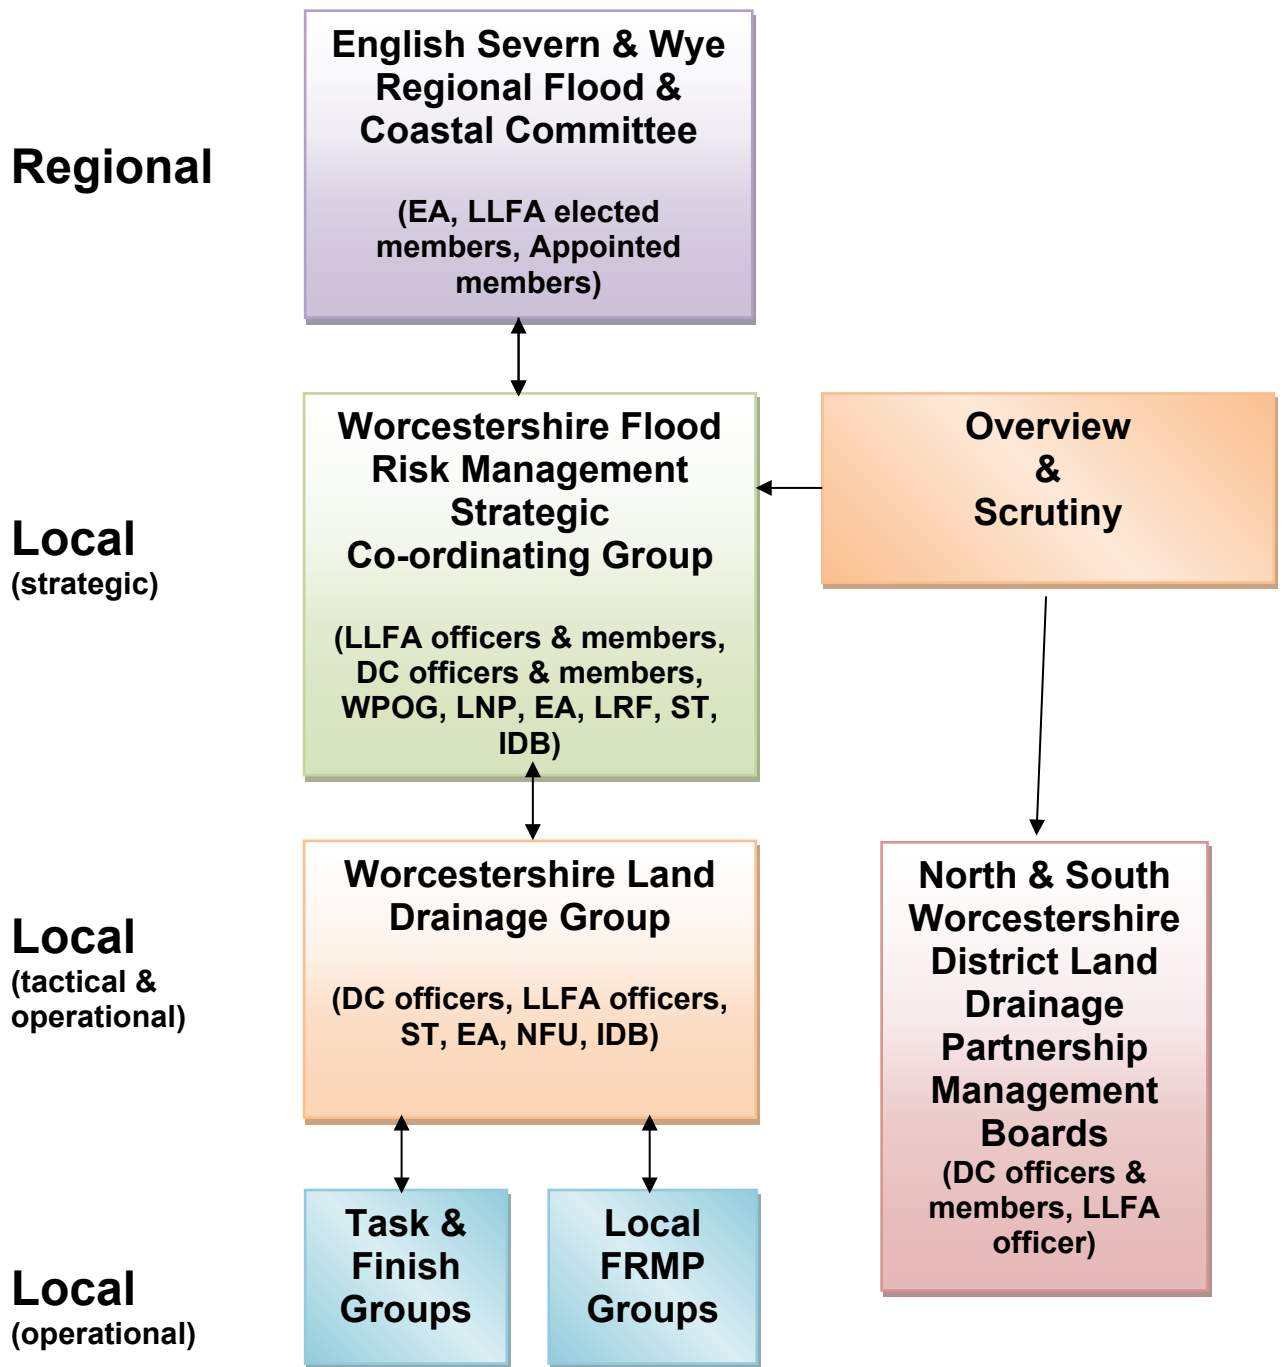 Regional
English Severn & Wye
Regional Flood &
Coastal Committee
(EA, LLFA elected
members, Appointed
members)
Local
(strategic)
Worcestershire Flood
Risk Management
Strategic
Co-ordinating Group
(LLFA officers & members,
DC officers & members,
WPOG, LNP, EA, LRF, ST,
IDB)
Overview
&
Scrutiny
Local
(tactical &
operational)
Worcestershire Land
Drainage Group
(DC officers, LLFA officers,
ST, EA, NFU, IDB)
North & South
Worcestershire
District Land
Drainage
Partnership
Management
Boards
(DC officers &
members, LLFA
officer)
Local
(operational)
Task &
Finish
Groups
Local
FRMP
Groups